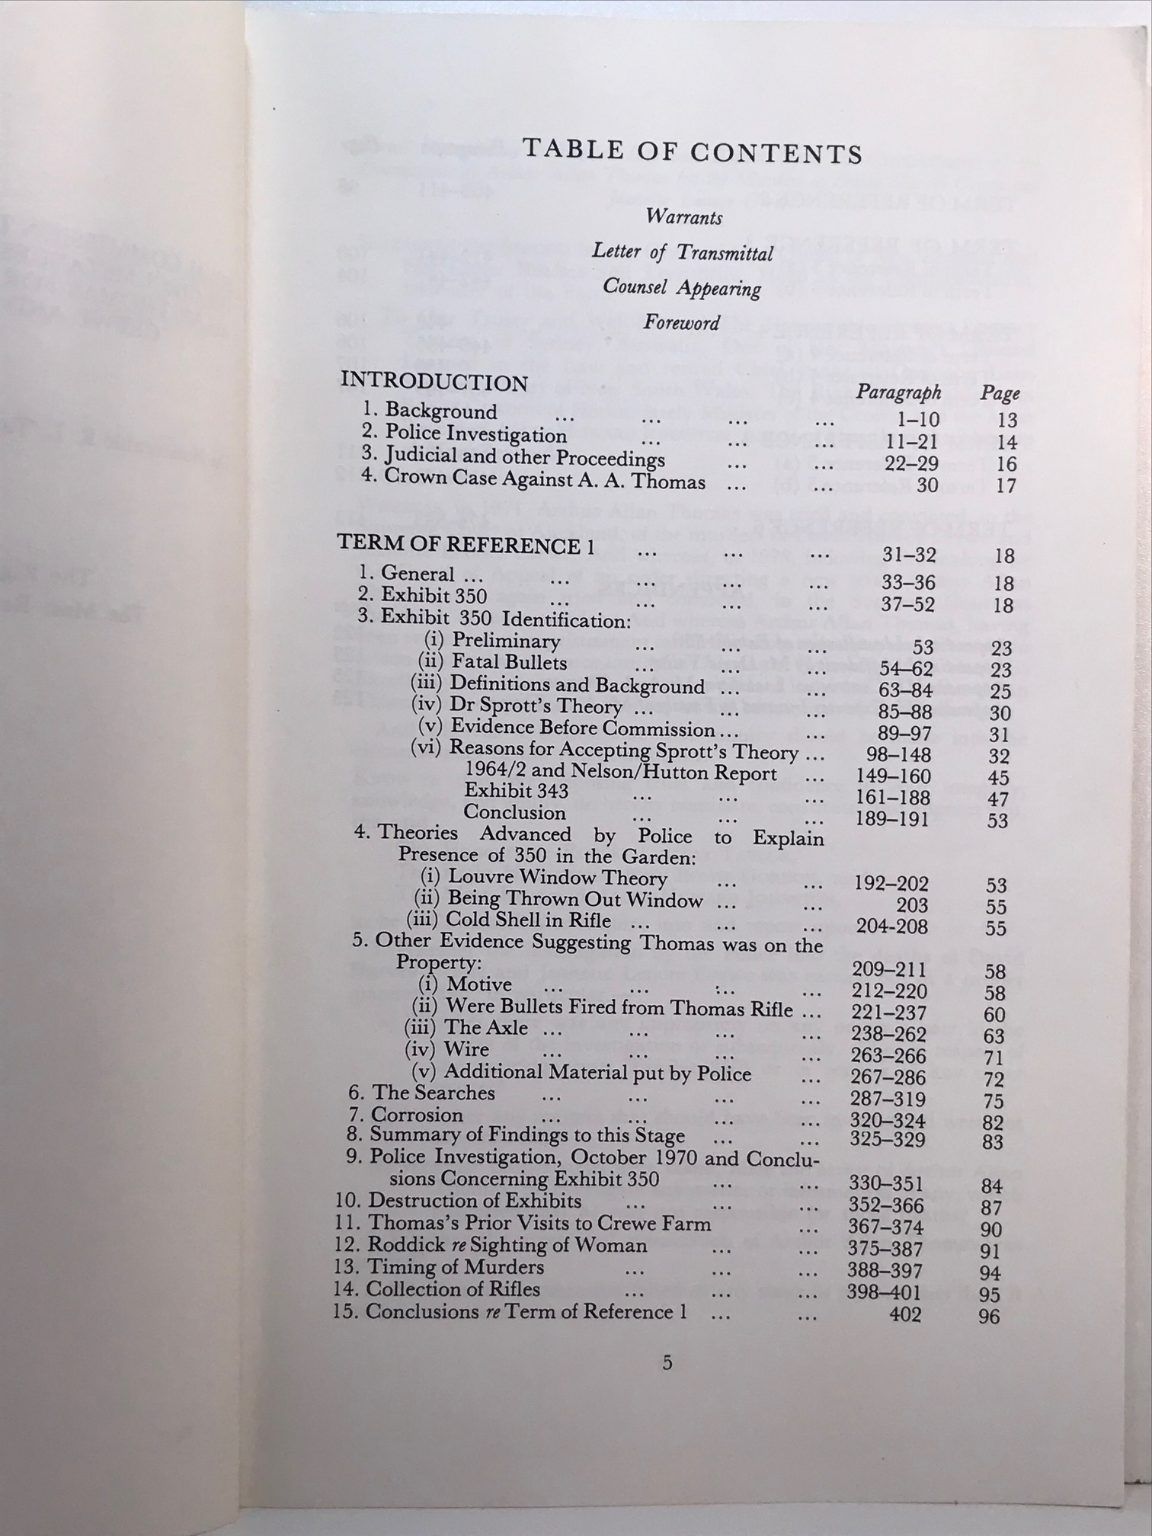 TABLE OF CONTENTS
Warrants
Letter of Transmittal
Counsel Appearing
Foreword
INTRODUCTION Paragraph Page
1. Background ... ... ... ... 1–10 13
2. Police Investigation ... ... ... 11–21 14
3. Judicial and other Proceedings ... ... 22–29 16
4. Crown Case Against A. A. Thomas ... ... 30 17
TERM OF REFERENCE 1 ... ... ... 31–32 18
1. General ... ... ... ... ... 33–36 18
2. Exhibit 350 ... ... ... ... 37–52 18
3. Exhibit 350 Identification:
(i) Preliminary ... ... ... 53 23
(ii) Fatal Bullets ... ... ... 54–62 23
(iii) Definitions and Background ... ... 63–84 25
(iv) Dr Sprott's Theory ... ... ... 85–88 30
(v) Evidence Before Commission ... ... 89–97 31
(vi) Reasons for Accepting Sprott's Theory ... 98–148 32
1964/2 and Nelson/Hutton Report ... 149–160 45
Exhibit 343 ... ... ... 161–188 47
Conclusion ... ... ... 189–191 53
4. Theories Advanced by Police to Explain
Presence of 350 in the Garden:
(i) Louvre Window Theory ... ... 192–202 53
(ii) Being Thrown Out Window ... ... 203 55
(iii) Cold Shell in Rifle ... ... ... 204-208 55
5. Other Evidence Suggesting Thomas was on the
Property: 209–211 58
(i) Motive ... ... ... ... 212–220 58
(ii) Were Bullets Fired from Thomas Rifle ... 221–237 60
(iii) The Axle ... ... ... ... 238–262 63
(iv) Wire ... ... ... ... 263–266 71
(v) Additional Material put by Police ... 267–286 72
6. The Searches ... ... ... ... 287–319 75
7. Corrosion ... ... ... ... 320–324 82
8. Summary of Findings to this Stage ... ... 325–329 83
9. Police Investigation, October 1970 and Conclu-
sions Concerning Exhibit 350 ... ... 330–351 84
10. Destruction of Exhibits ... ... ... 352–366 87
11. Thomas's Prior Visits to Crewe Farm ... 367–374 90
12. Roddick re Sighting of Woman ... ... 375–387 91
13. Timing of Murders ... ... ... 388–397 94
14. Collection of Rifles ... ... ... 398–401 95
15. Conclusions re Term of Reference 1 ... ... 402 96
5